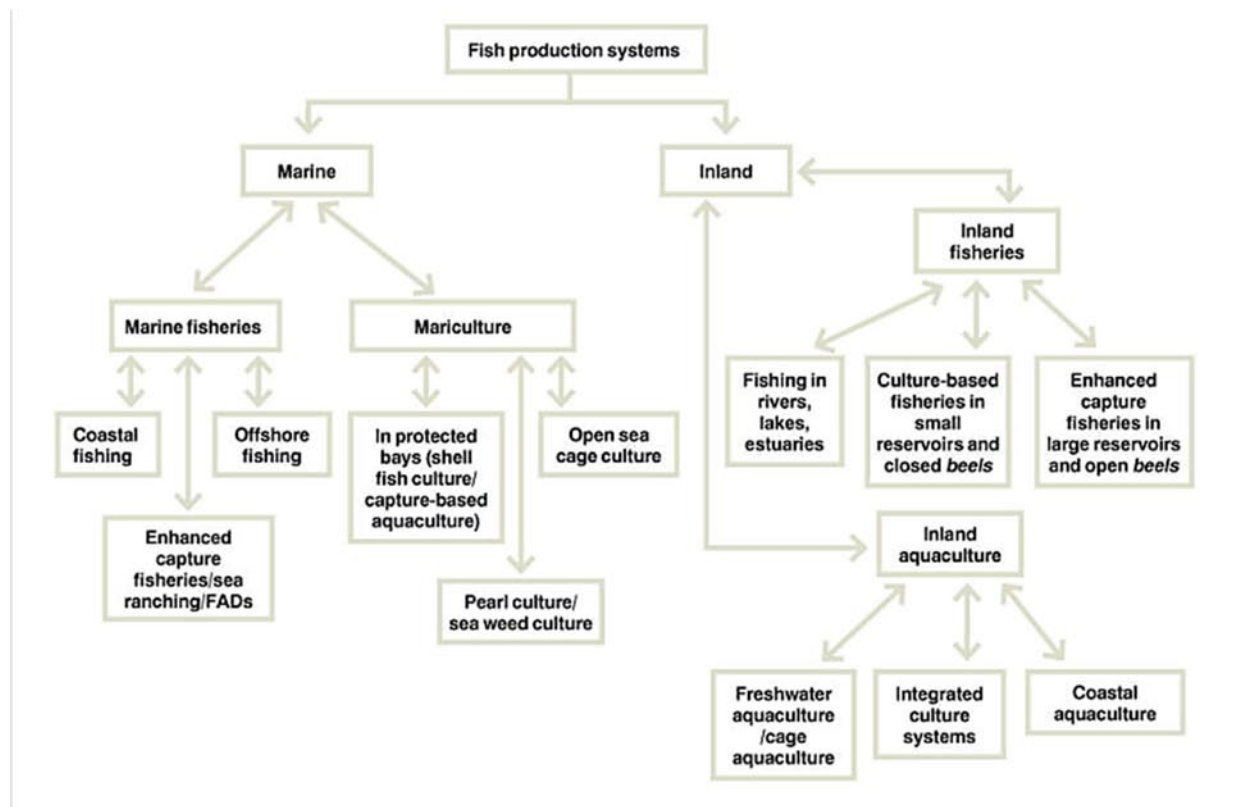 Fish production systems
Marine
Inland
Inland
fisheries
Marine fisheries
Mariculture
Coastal
fishing
Offshore
fishing
In protected
bays (shell
fish culture/
capture-based
aquaculture)
Open sea
cage culture
Enhanced
capture
fisheries/sea
ranching/FADs
Pearl culture/
sea weed culture
Fishing in
rivers,
lakes,
estuaries
Culture-based
fisheries in
small
reservoirs and
closed beels
Enhanced
capture
fisheries in
large reservoirs
and open beels
Inland
aquaculture
Freshwater
aquaculture
/cage
aquaculture
Integrated
culture
systems
Coastal
aquaculture